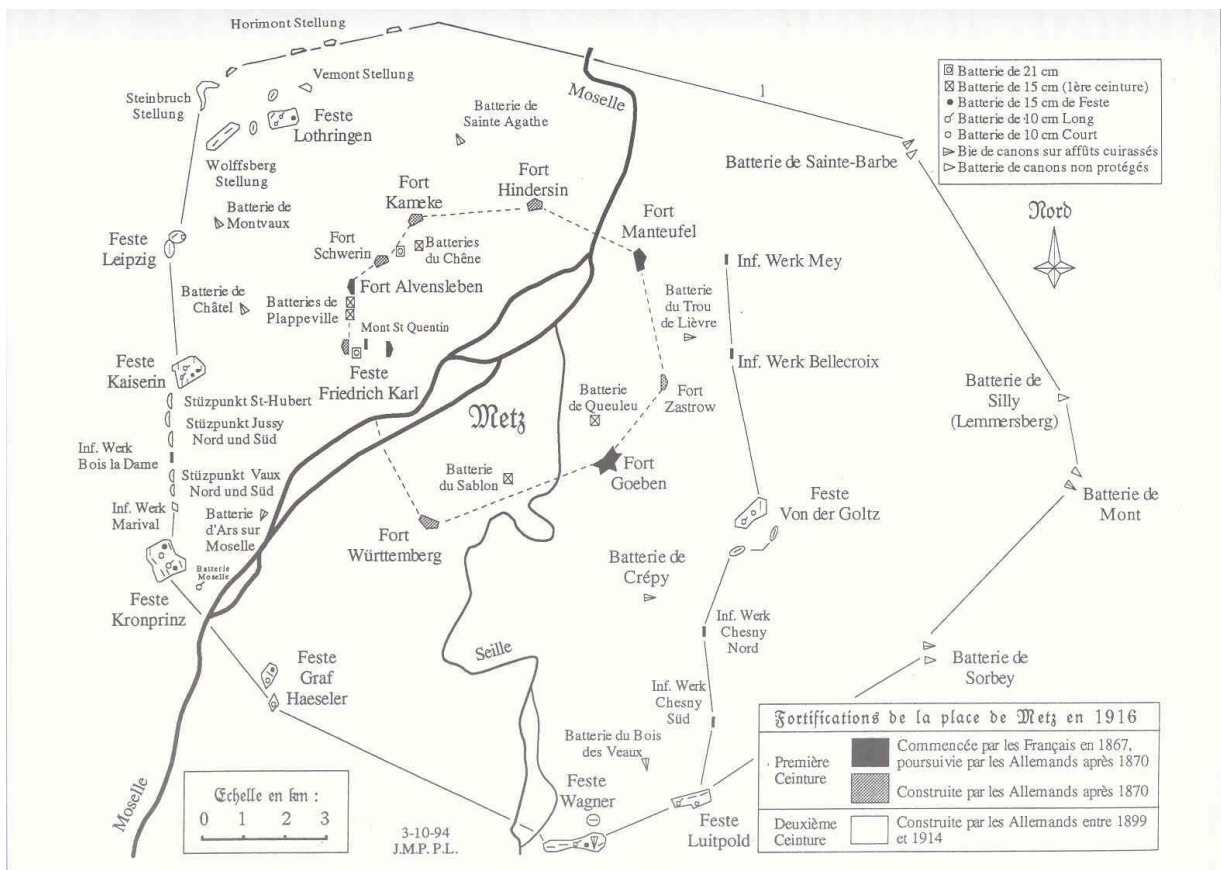 Horimont Stellung
Vemont Stellung
Steinbruch
Stellung
Feste
Lothringen
Wolffsberg
Stellung
Batterie de
Sainte Agathe
Moselle
1
Batterie de Sainte-Barbe
Batterie de 21 cm
Batterie de 15 cm (1ère ceinture)
Batterie de 15 cm de Feste
Batterie de 10 cm Long
Batterie de 10 cm Court
Bie de canons sur affûts cuirassés
Batterie de canons non protégés
Nord
Batterie de
Montvaux
Fort
Kameke
Fort
Hindersin
Fort
Manteufel
Feste
Leipzig
Fort
Schwerin
Batteries
du Chêne
Inf. Werk Mey
Fort Alvensleben
Batterie de
Châtel
Batteries de
Plappeville
Batterie
du Trou
de Lièvre
Mont St Quentin
Inf. Werk Bellecroix
Feste
Kaiserin
Feste
Friedrich Karl
Fort
Zastrow
Batterie
de Queuleu
Metz
Batterie de
Silly
(Lemmersberg)
Stüzpunkt St-Hubert
Stüzpunkt Jussy
Nord und Süd
Inf. Werk
Bois la Dame
Stüzpunkt Vaux
Nord und Süd
Inf. Werk
Marival
Batterie
d'Ars sur
Moselle
Batterie
du Sablon
Fort
Goeben
Feste
Von der Goltz
Batterie de
Mont
Fort
Württemberg
Batterie
Moselle
Feste
Kronprinz
Batterie de
Crépy
Inf. Werk
Chesny
Nord
Seille
Batterie de
Sorbey
Feste
Graf
Haeseler
Inf. Werk
Chesny
Süd
Batterie du Bois
des Veaux
Feste
Wagner
Feste
Luitpold
Moselle
Echelle en km :
0 1 2 3
3-10-94
J.M.P. P.L.
Fortifications de la place de Metz en 1916
Première
Ceinture
Commencée par les Français en 1867,
poursuivie par les Allemands après 1870
Construite par les Allemands après 1870
Deuxième
Ceinture
Construite par les Allemands entre 1899
et 1914